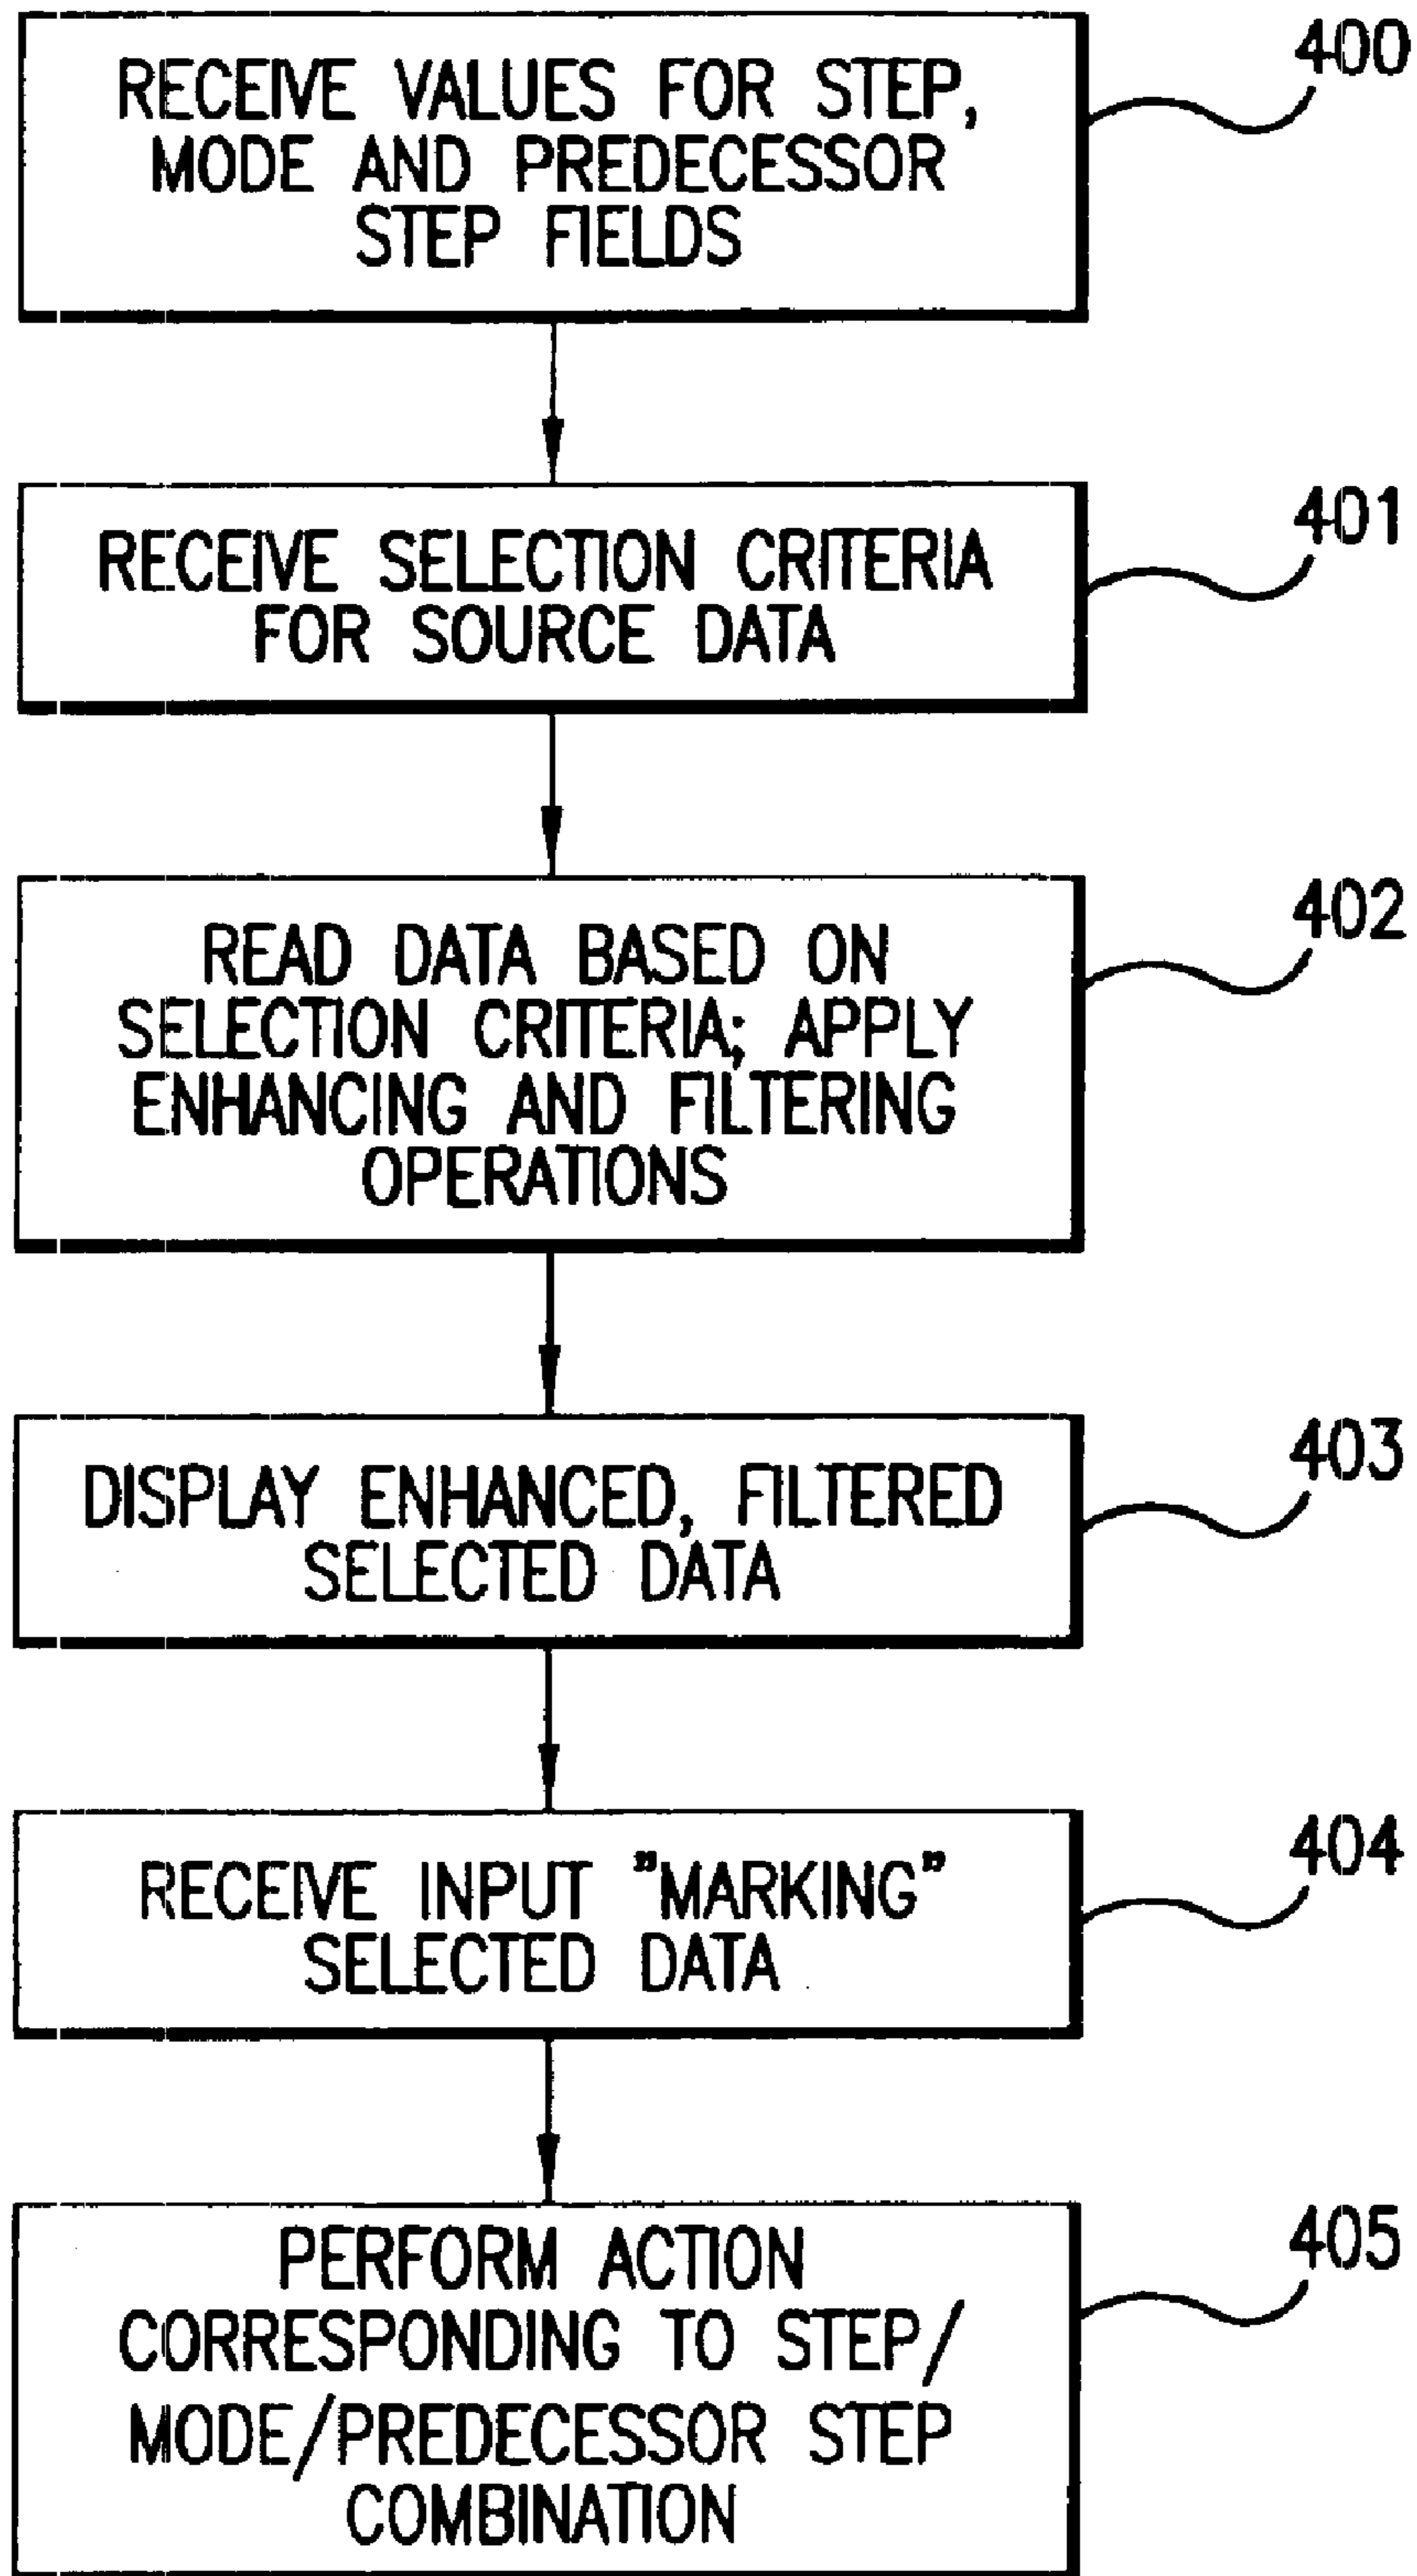 RECEIVE VALUES FOR STEP,
MODE AND PREDECESSOR
STEP FIELDS
400
RECEIVE SELECTION CRITERIA
FOR SOURCE DATA
401
READ DATA BASED ON
SELECTION CRITERIA; APPLY
ENHANCING AND FILTERING
OPERATIONS
402
DISPLAY ENHANCED, FILTERED
SELECTED DATA
403
RECEIVE INPUT "MARKING"
SELECTED DATA
404
PERFORM ACTION
CORRESPONDING TO STEP/
MODE/PREDECESSOR STEP
COMBINATION
405